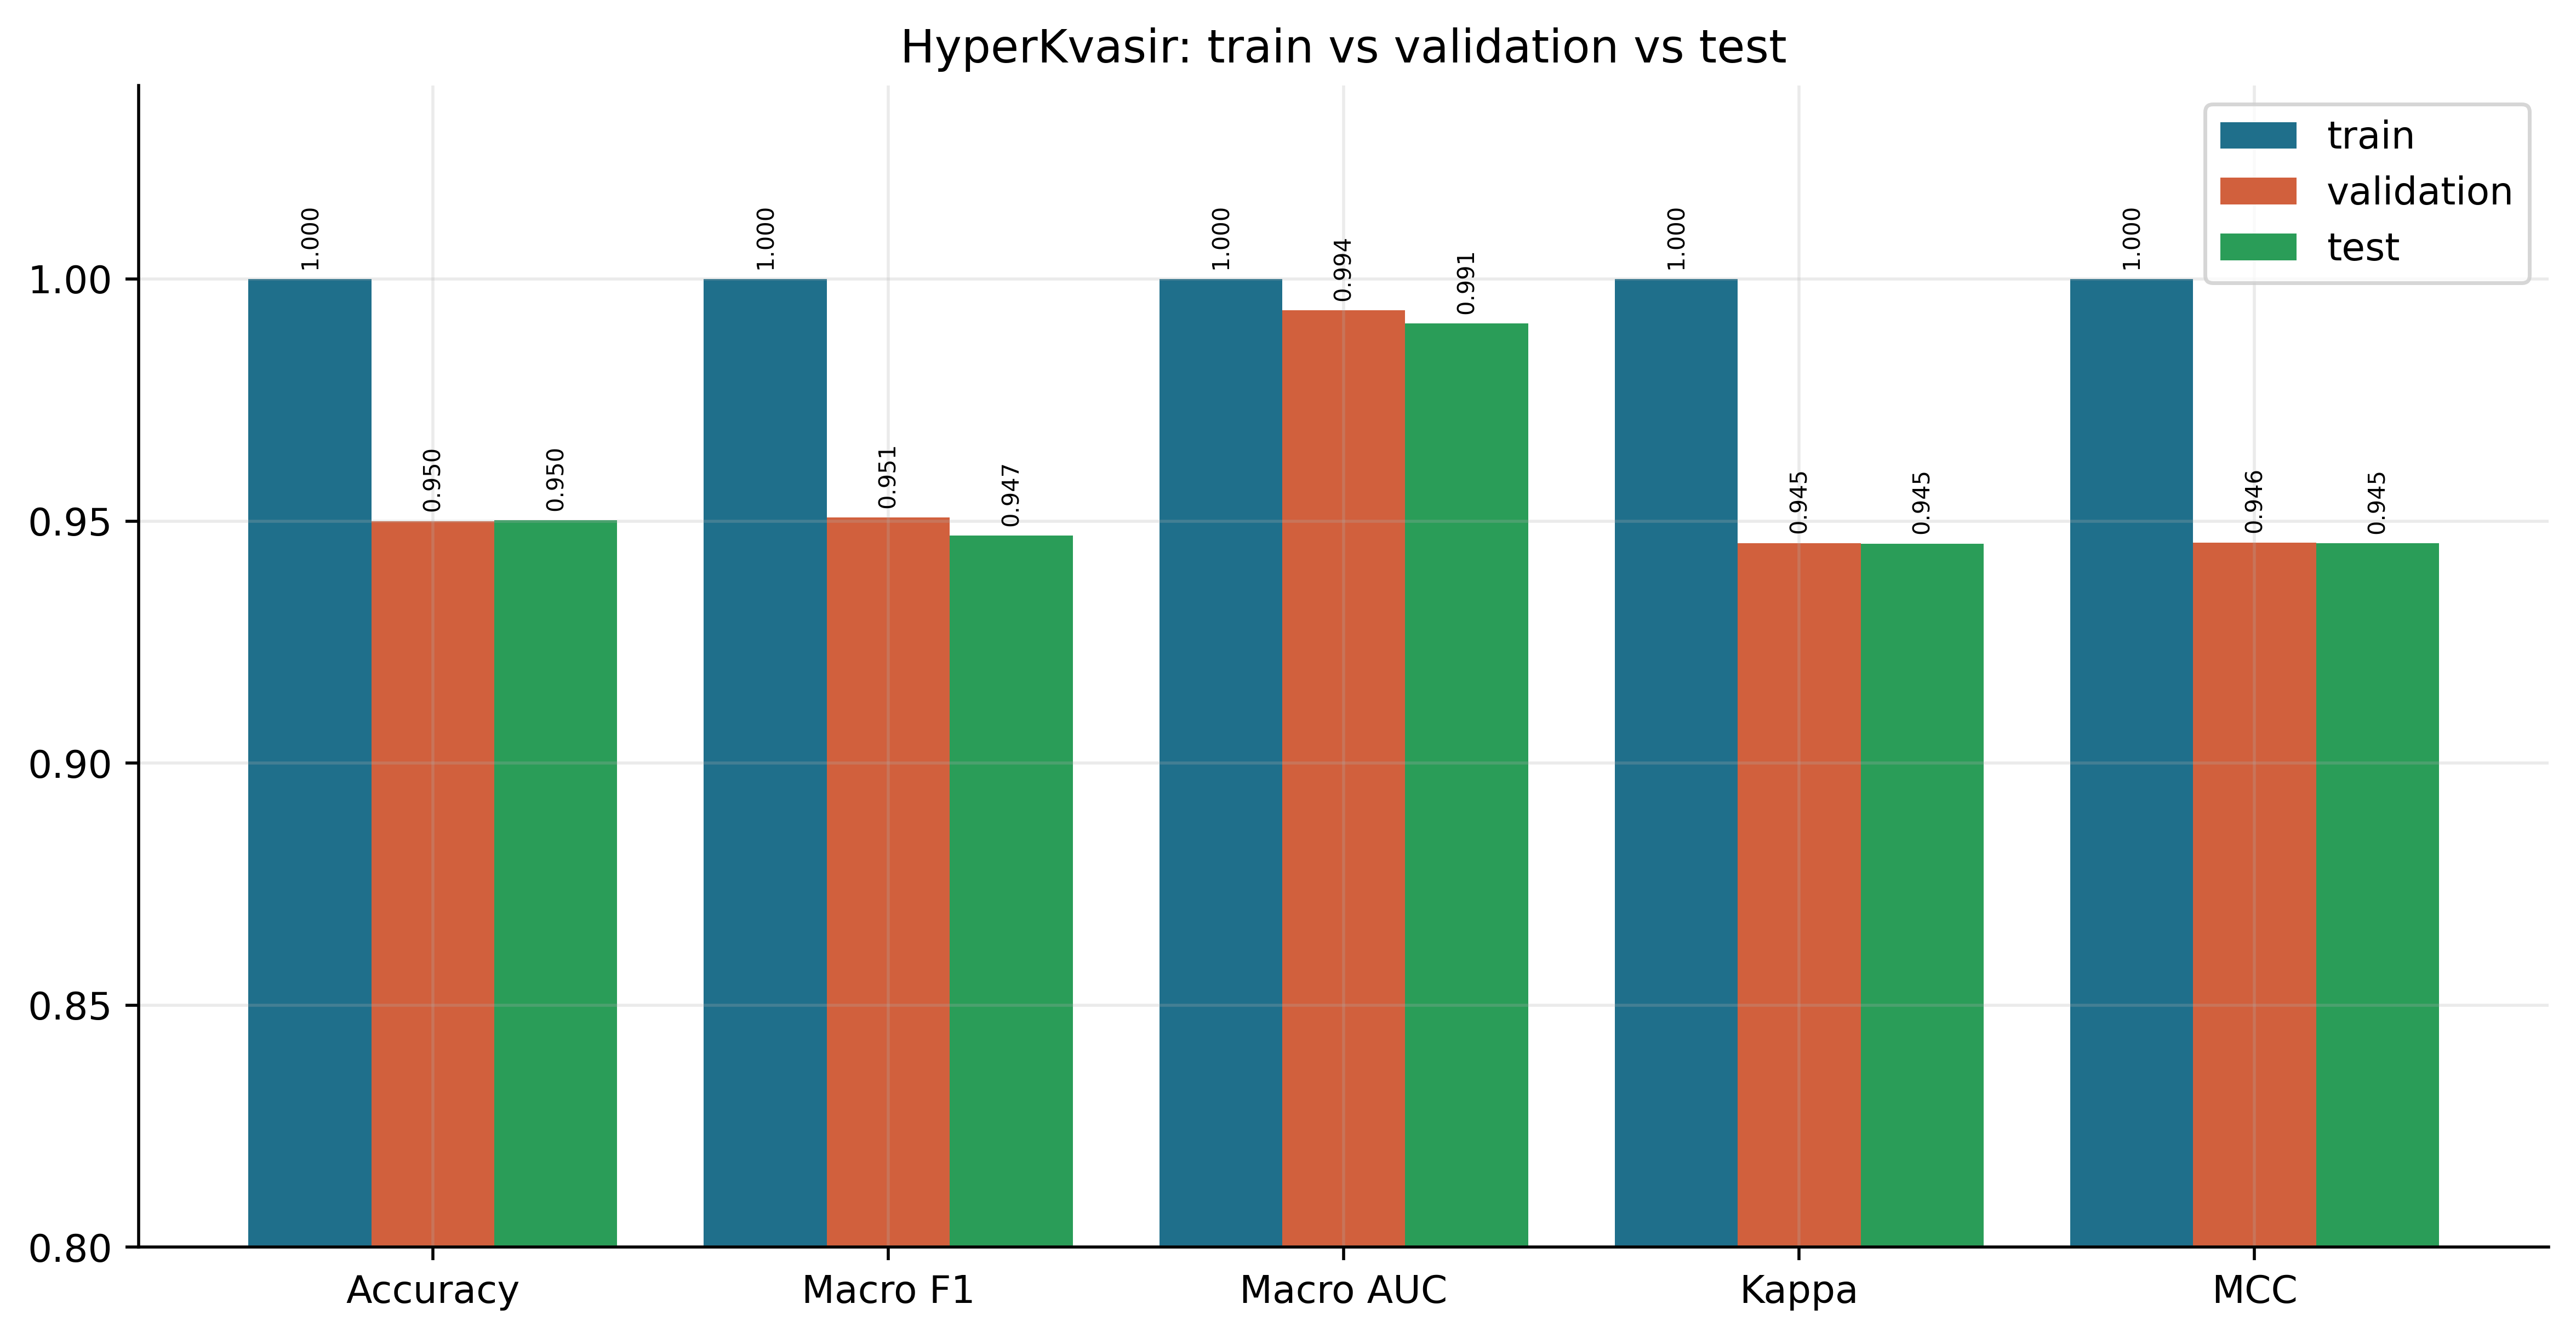 HyperKvasir: train vs validation vs test
train
validation
test
1.000
0.950
0.950
1.000
0.951
0.947
1.000
0.994
0.991
1.000
0.945
0.945
1.000
0.946
0.945
1.00
0.95
0.90
0.85
0.80
Accuracy
Macro F1
Macro AUC
Kappa
MCC